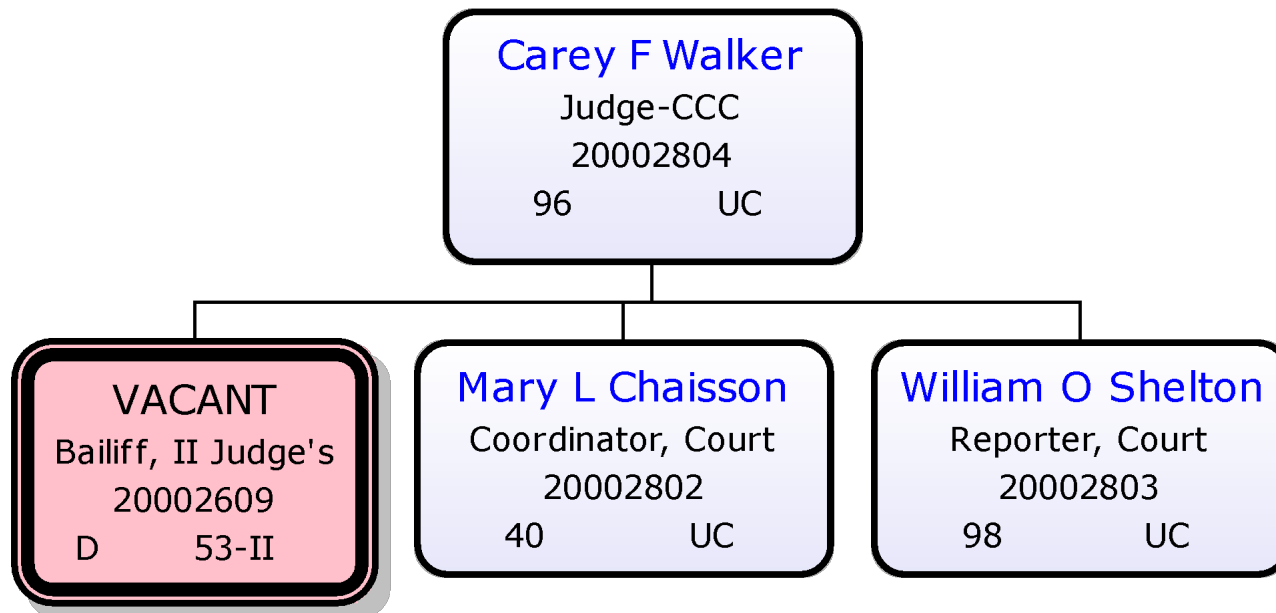 Carey F Walker
Judge-CCC
20002804
96 UC
VACANT
Bailiff, II Judge's
20002609
D 53-II
Mary L Chaisson
Coordinator, Court
20002802
40 UC
William O Shelton
Reporter, Court
20002803
98 UC